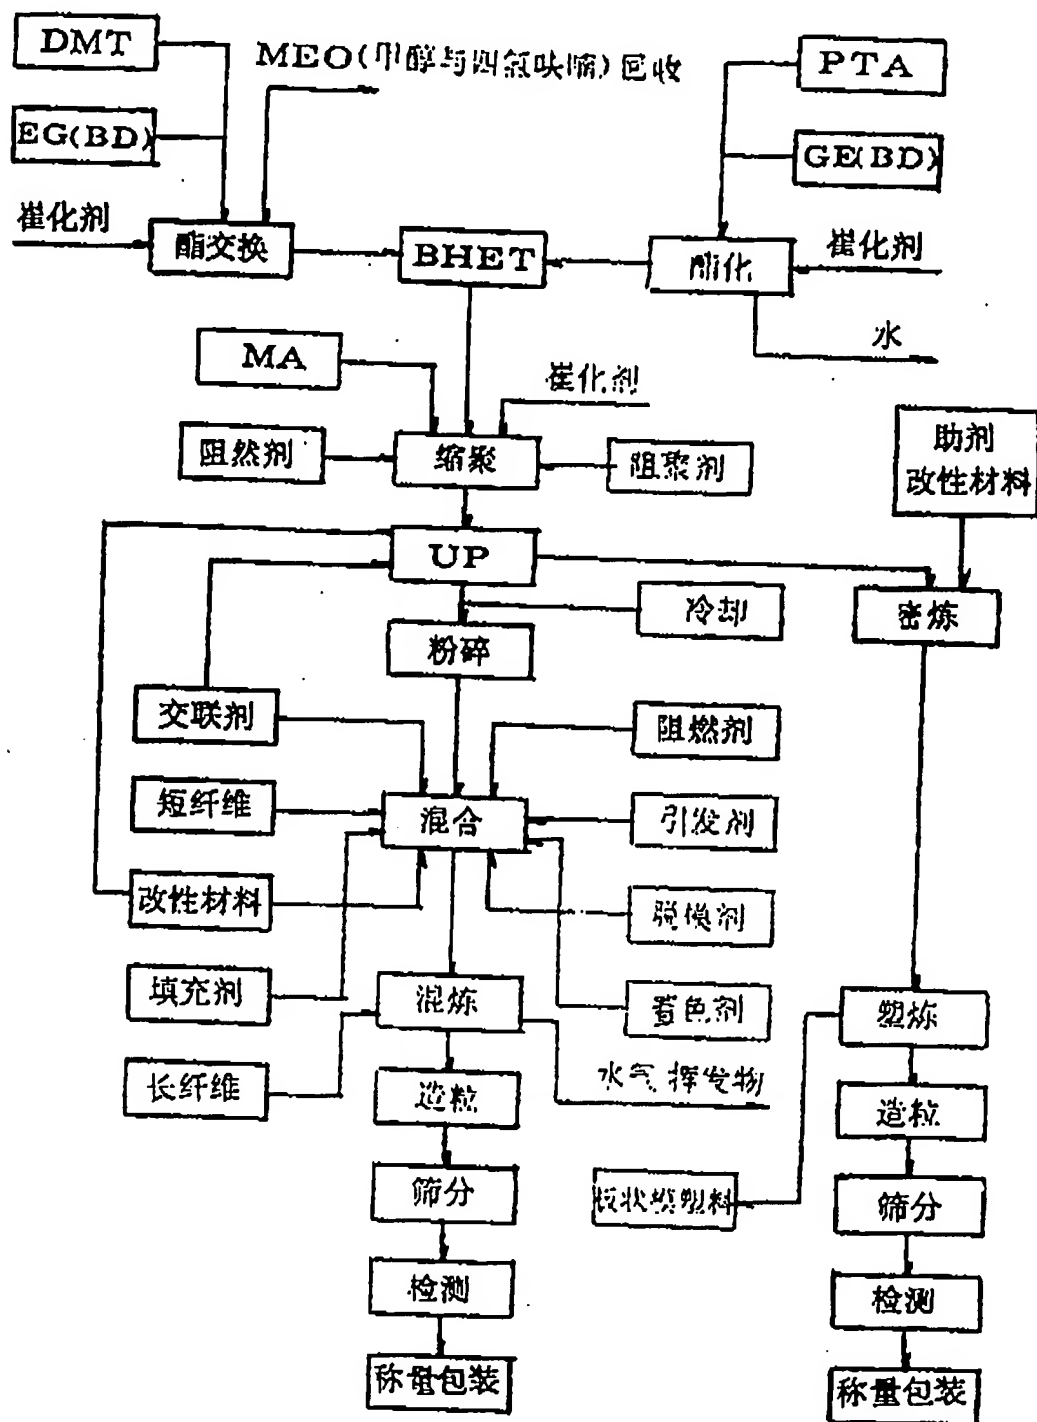 DMT
MEO(甲醇与四氢呋喃)回收
PTA
EG(BD)
GE(BD)
崔化剂
酯交换
BHET
酯化
崔化剂
水
MA
崔化剂
阻然剂
缩聚
阻聚剂
助剂
改性材料
UP
冷却
密炼
粉碎
交联剂
阻燃剂
短纤维
混合
引发剂
改性材料
脱模剂
填充剂
混炼
着色剂
塑炼
长纤维
造粒
水气挥发物
造粒
筛分
板状模塑料
筛分
检测
检测
称量包装
称量包装